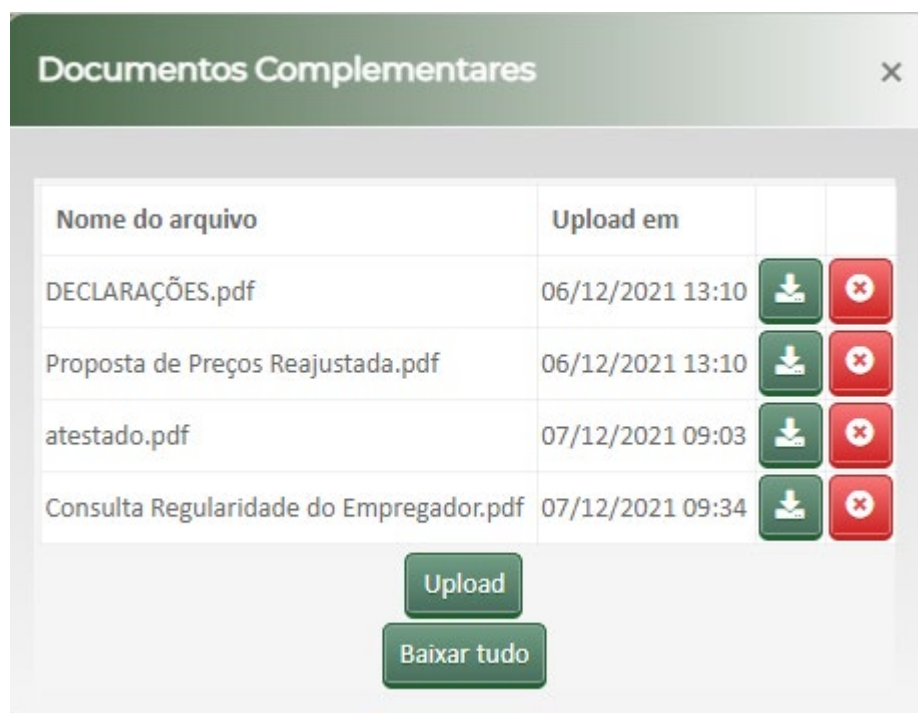 Documentos Complementares ×
Nome do arquivo Upload em
DECLARAÇÕES.pdf 06/12/2021 13:10
Proposta de Preços Reajustada.pdf 06/12/2021 13:10
atestado.pdf 07/12/2021 09:03
Consulta Regularidade do Empregador.pdf 07/12/2021 09:34
Upload
Baixar tudo